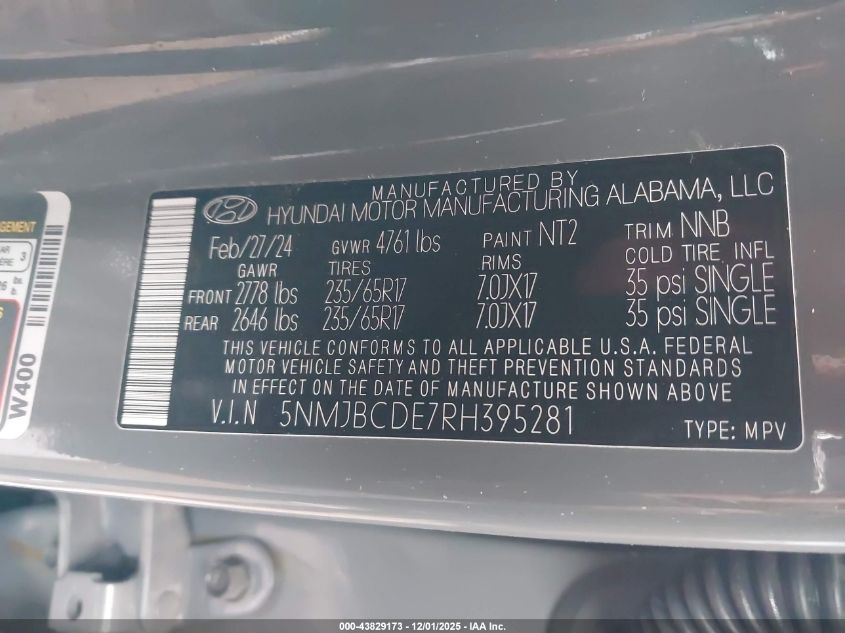 MANUFACTURED BY
HYUNDAI MOTOR MANUFACTURING ALABAMA, LLC
Feb/27/24 GVWR 4761 lbs PAINT NT2 TRIM NNB
GAWR TIRES RIMS COLD TIRE INFL
FRONT 2778 lbs 235/65R17 7.0JX17 35 psi SINGLE
REAR 2646 lbs 235/65R17 7.0JX17 35 psi SINGLE
THIS VEHICLE CONFORMS TO ALL APPLICABLE U.S.A. FEDERAL
MOTOR VEHICLE SAFETY AND THEFT PREVENTION STANDARDS
IN EFFECT ON THE DATE OF MANUFACTURE SHOWN ABOVE
V.I.N 5NMJBCDE7RH395281 TYPE: MPV
W400
000-43829173 - 12/01/2025 - © IAA Inc.